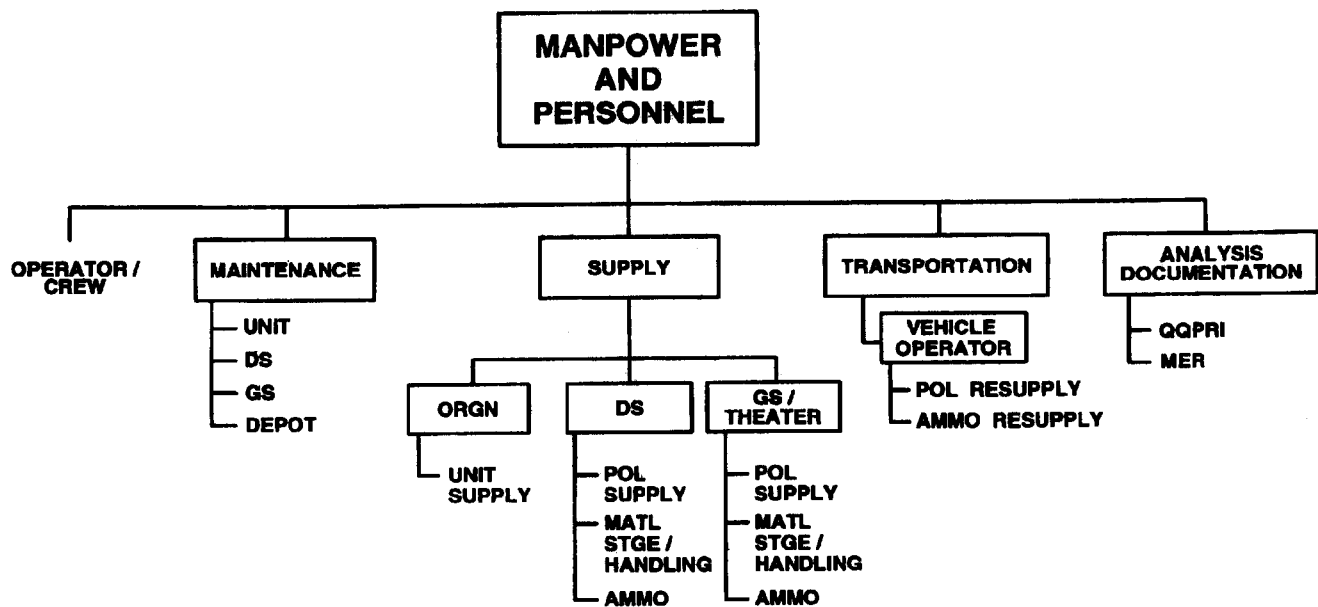 MANPOWER
AND
PERSONNEL
OPERATOR /
CREW
MAINTENANCE
UNIT
DS
GS
DEPOT
SUPPLY
ORGN
UNIT
SUPPLY
DS
POL
SUPPLY
MATL
STGE /
HANDLING
AMMO
GS /
THEATER
POL
SUPPLY
MATL
STGE /
HANDLING
AMMO
TRANSPORTATION
VEHICLE
OPERATOR
POL RESUPPLY
AMMO RESUPPLY
ANALYSIS
DOCUMENTATION
QQPRI
MER